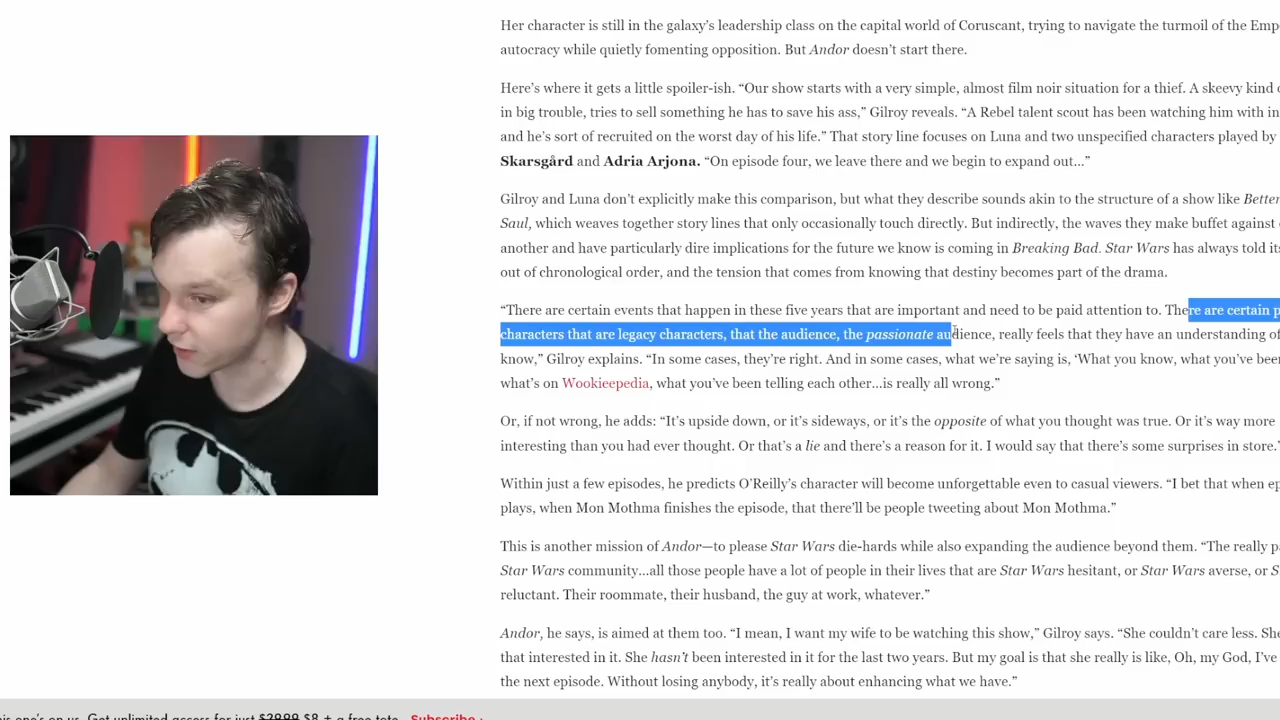 Her character is still in the galaxy’s leadership class on the capital world of Coruscant, trying to navigate the turmoil of the Emp
autocracy while quietly fomenting opposition. But Andor doesn’t start there.
Here’s where it gets a little spoiler-ish. “Our show starts with a very simple, almost film noir situation for a thief. A skeevy kind
in big trouble, tries to sell something he has to save his ass,” Gilroy reveals. “A Rebel talent scout has been watching him with in
and he’s sort of recruited on the worst day of his life.” That story line focuses on Luna and two unspecified characters played by
Skarsgård and Adria Arjona. “On episode four, we leave there and we begin to expand out…”
Gilroy and Luna don’t explicitly make this comparison, but what they describe sounds akin to the structure of a show like Better
Saul, which weaves together story lines that only occasionally touch directly. But indirectly, the waves they make buffet against
another and have particularly dire implications for the future we know is coming in Breaking Bad. Star Wars has always told it
out of chronological order, and the tension that comes from knowing that destiny becomes part of the drama.
“There are certain events that happen in these five years that are important and need to be paid attention to. There are certain p
characters that are legacy characters, that the audience, the passionate audience, really feels that they have an understanding of
know,” Gilroy explains. “In some cases, they’re right. And in some cases, what we’re saying is, ‘What you know, what you’ve been
what’s on Wookieepedia, what you’ve been telling each other…is really all wrong.”
Or, if not wrong, he adds: “It’s upside down, or it’s sideways, or it’s the opposite of what you thought was true. Or it’s way more
interesting than you had ever thought. Or that’s a lie and there’s a reason for it. I would say that there’s some surprises in store.”
Within just a few episodes, he predicts O’Reilly’s character will become unforgettable even to casual viewers. “I bet that when ep
plays, when Mon Mothma finishes the episode, that there’ll be people tweeting about Mon Mothma.”
This is another mission of Andor—to please Star Wars die-hards while also expanding the audience beyond them. “The really pa
Star Wars community…all those people have a lot of people in their lives that are Star Wars hesitant, or Star Wars averse, or S
reluctant. Their roommate, their husband, the guy at work, whatever.”
Andor, he says, is aimed at them too. “I mean, I want my wife to be watching this show,” Gilroy says. “She couldn’t care less. She
that interested in it. She hasn’t been interested in it for the last two years. But my goal is that she really is like, Oh, my God, I’ve
the next episode. Without losing anybody, it’s really about enhancing what we have.”
his one's on us. Get unlimited access for just $29.99 $8 + a free tote. Subscribe ›